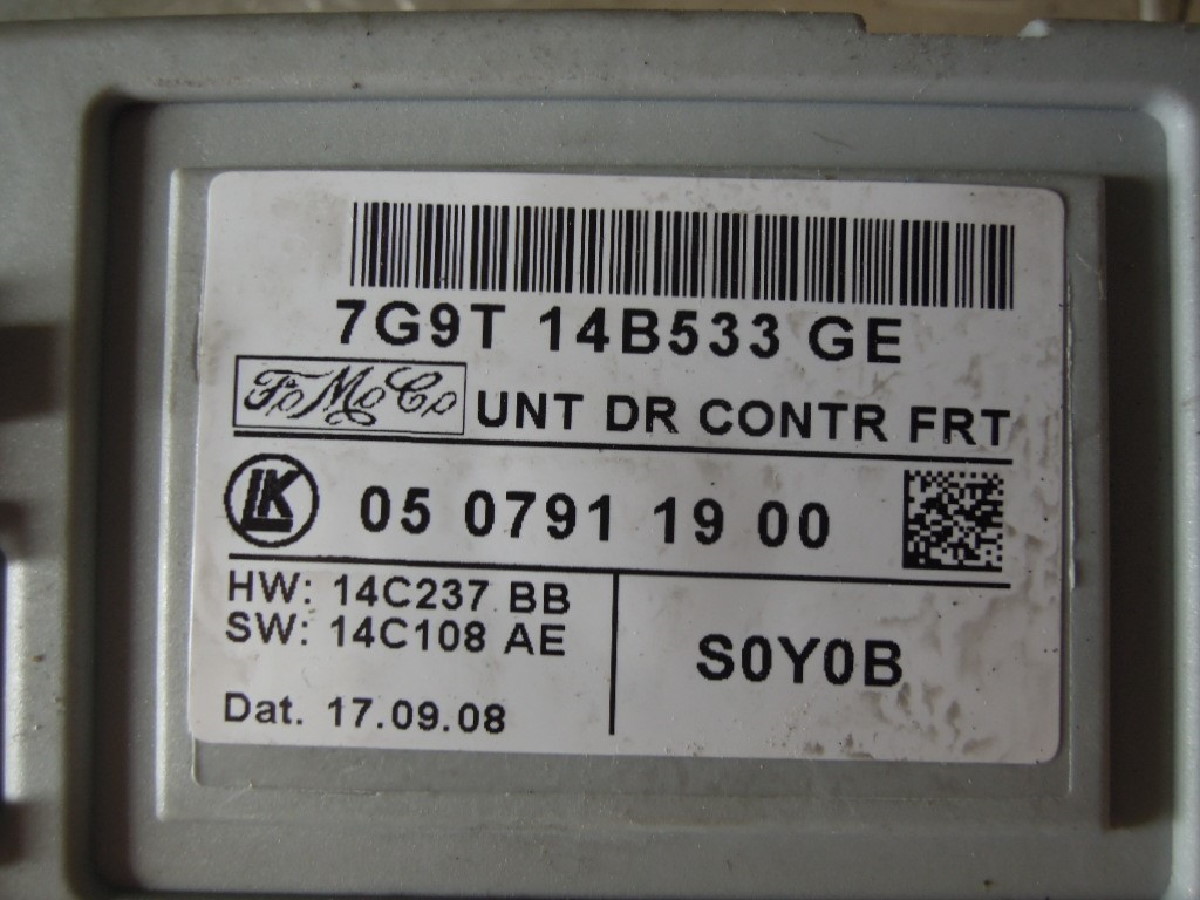 7G9T 14B533 GE
FoMoCo UNT DR CONTR FRT
LK 05 0791 19 00
HW: 14C237 BB
SW: 14C108 AE
S0Y0B
Dat. 17.09.08